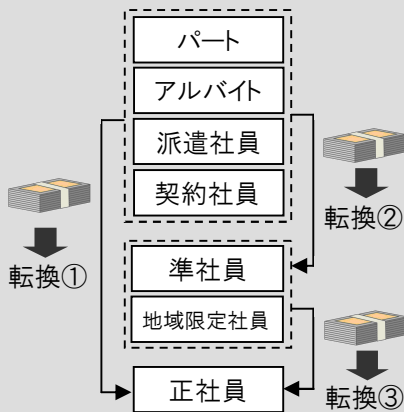 パート
アルバイト
派遣社員
契約社員
転換①
転換②
準社員
地域限定社員
正社員
転換③